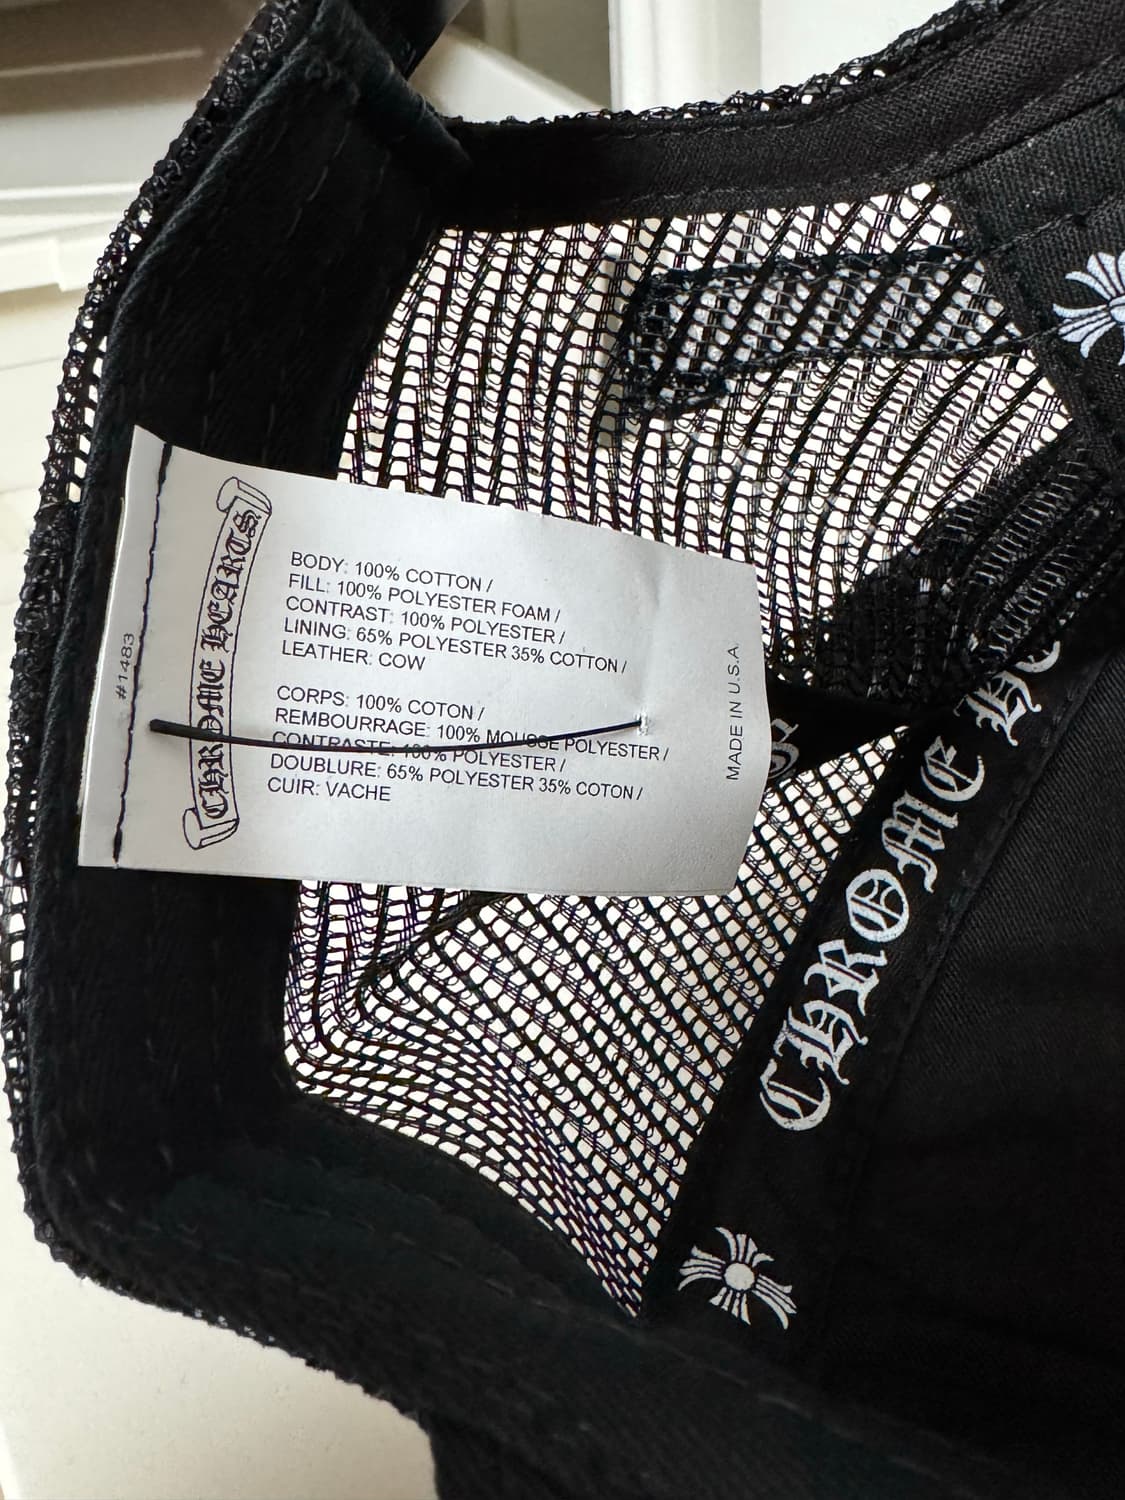 #1483
CHROME HEARTS
BODY: 100% COTTON /
FILL: 100% POLYESTER FOAM /
CONTRAST: 100% POLYESTER /
LINING: 65% POLYESTER 35% COTTON /
LEATHER: COW
CORPS: 100% COTON /
REMBOURRAGE: 100% MOUSSE POLYESTER /
CONTRASTE: 100% POLYESTER /
DOUBLURE: 65% POLYESTER 35% COTON /
CUIR: VACHE
MADE IN U.S.A.
CHROME HE